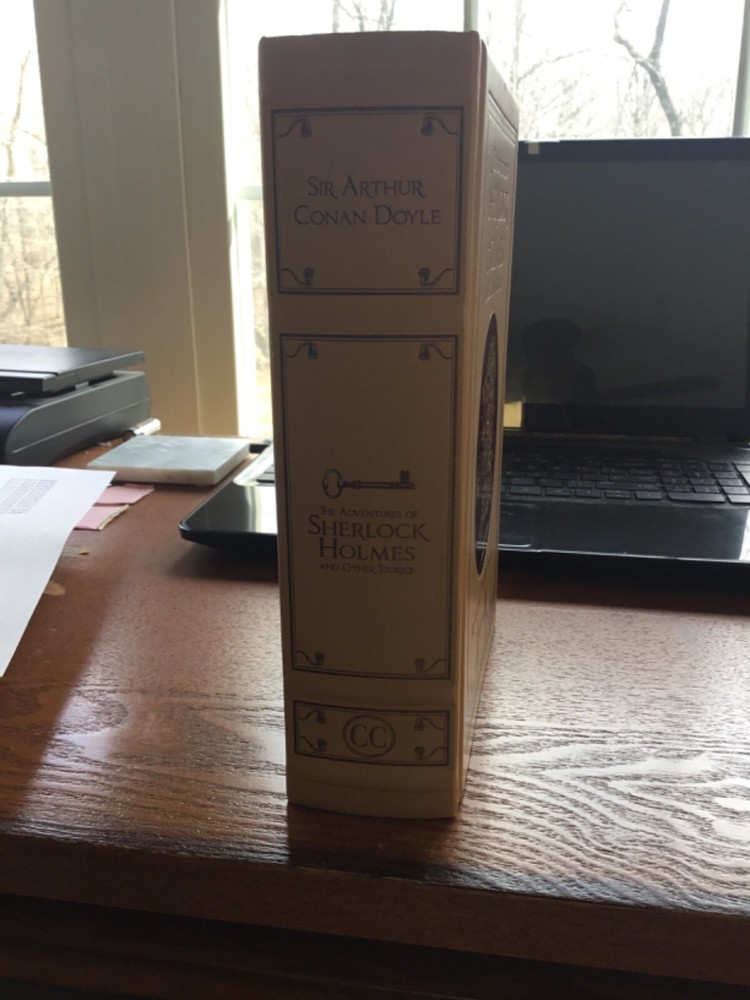 SIR ARTHUR
CONAN DOYLE
THE ADVENTURES OF
SHERLOCK
HOLMES
AND OTHER STORIES
CC